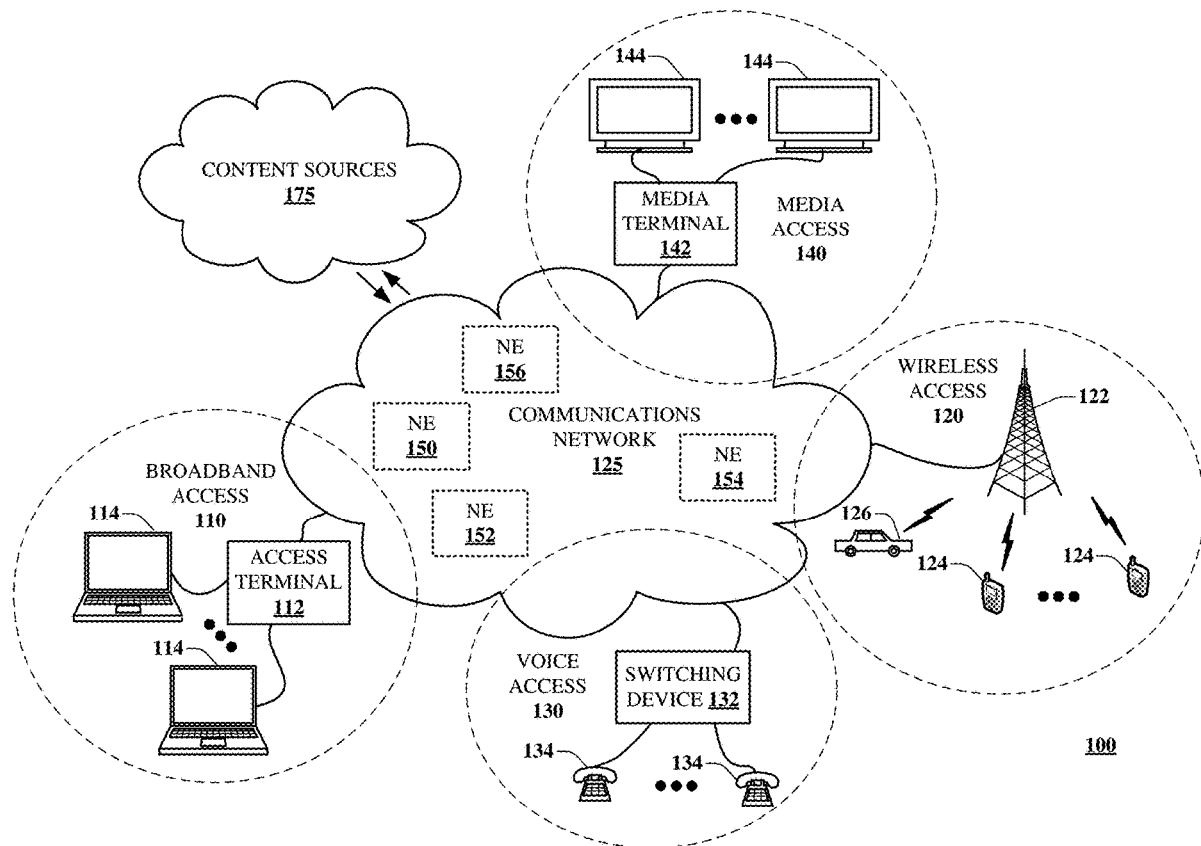 144
144
CONTENT SOURCES
175
MEDIA
TERMINAL
142
MEDIA
ACCESS
140
NE
156
WIRELESS
ACCESS
120
122
COMMUNICATIONS
NETWORK
125
NE
150
NE
154
BROADBAND
ACCESS
110
114
NE
152
126
ACCESS
TERMINAL
112
124
124
114
VOICE
ACCESS
130
SWITCHING
DEVICE 132
134
134
100